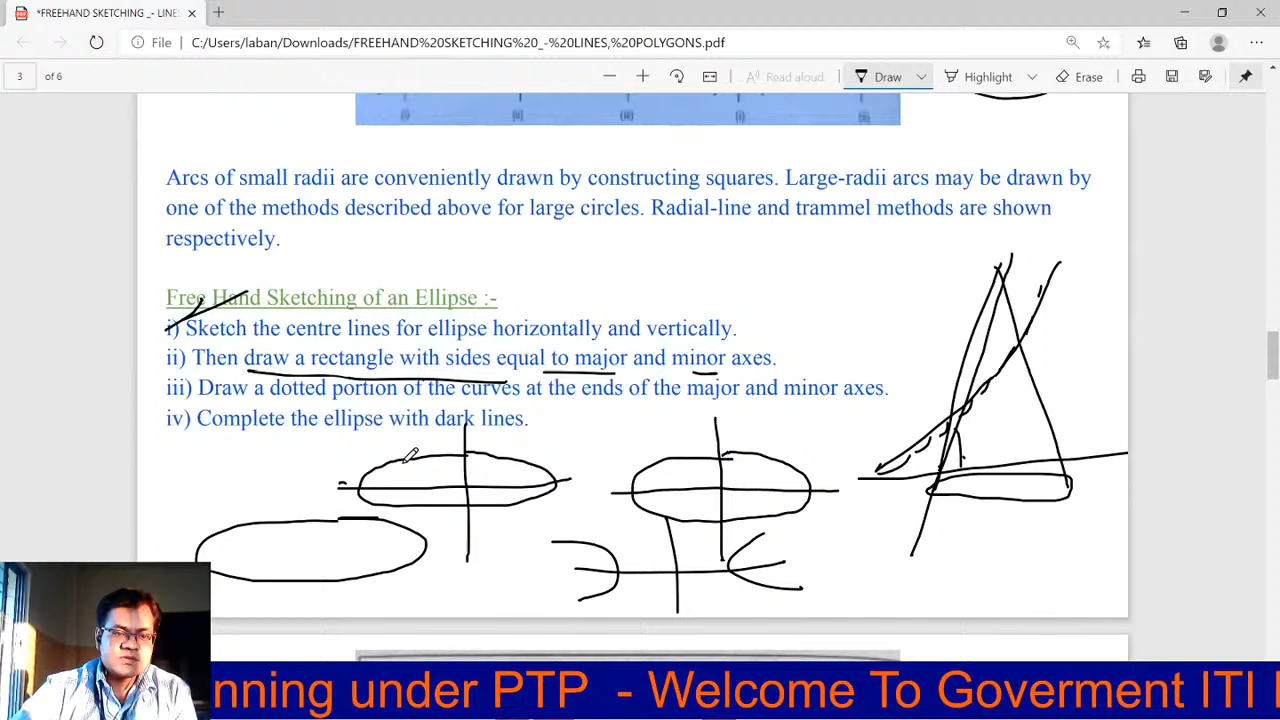 *FREEHAND SKETCHING _- LINES
File C:/Users/laban/Downloads/FREEHAND%20SKETCHING%20_-%20LINES,%20POLYGONS.pdf
3 of 6 Read aloud Draw Highlight Erase
(i) (ii) (iii) (i) (ii)
Arcs of small radii are conveniently drawn by constructing squares. Large-radii arcs may be drawn by
one of the methods described above for large circles. Radial-line and trammel methods are shown
respectively.
Free Hand Sketching of an Ellipse :-
i) Sketch the centre lines for ellipse horizontally and vertically.
ii) Then draw a rectangle with sides equal to major and minor axes.
iii) Draw a dotted portion of the curves at the ends of the major and minor axes.
iv) Complete the ellipse with dark lines.
nning under PTP - Welcome To Goverment ITI